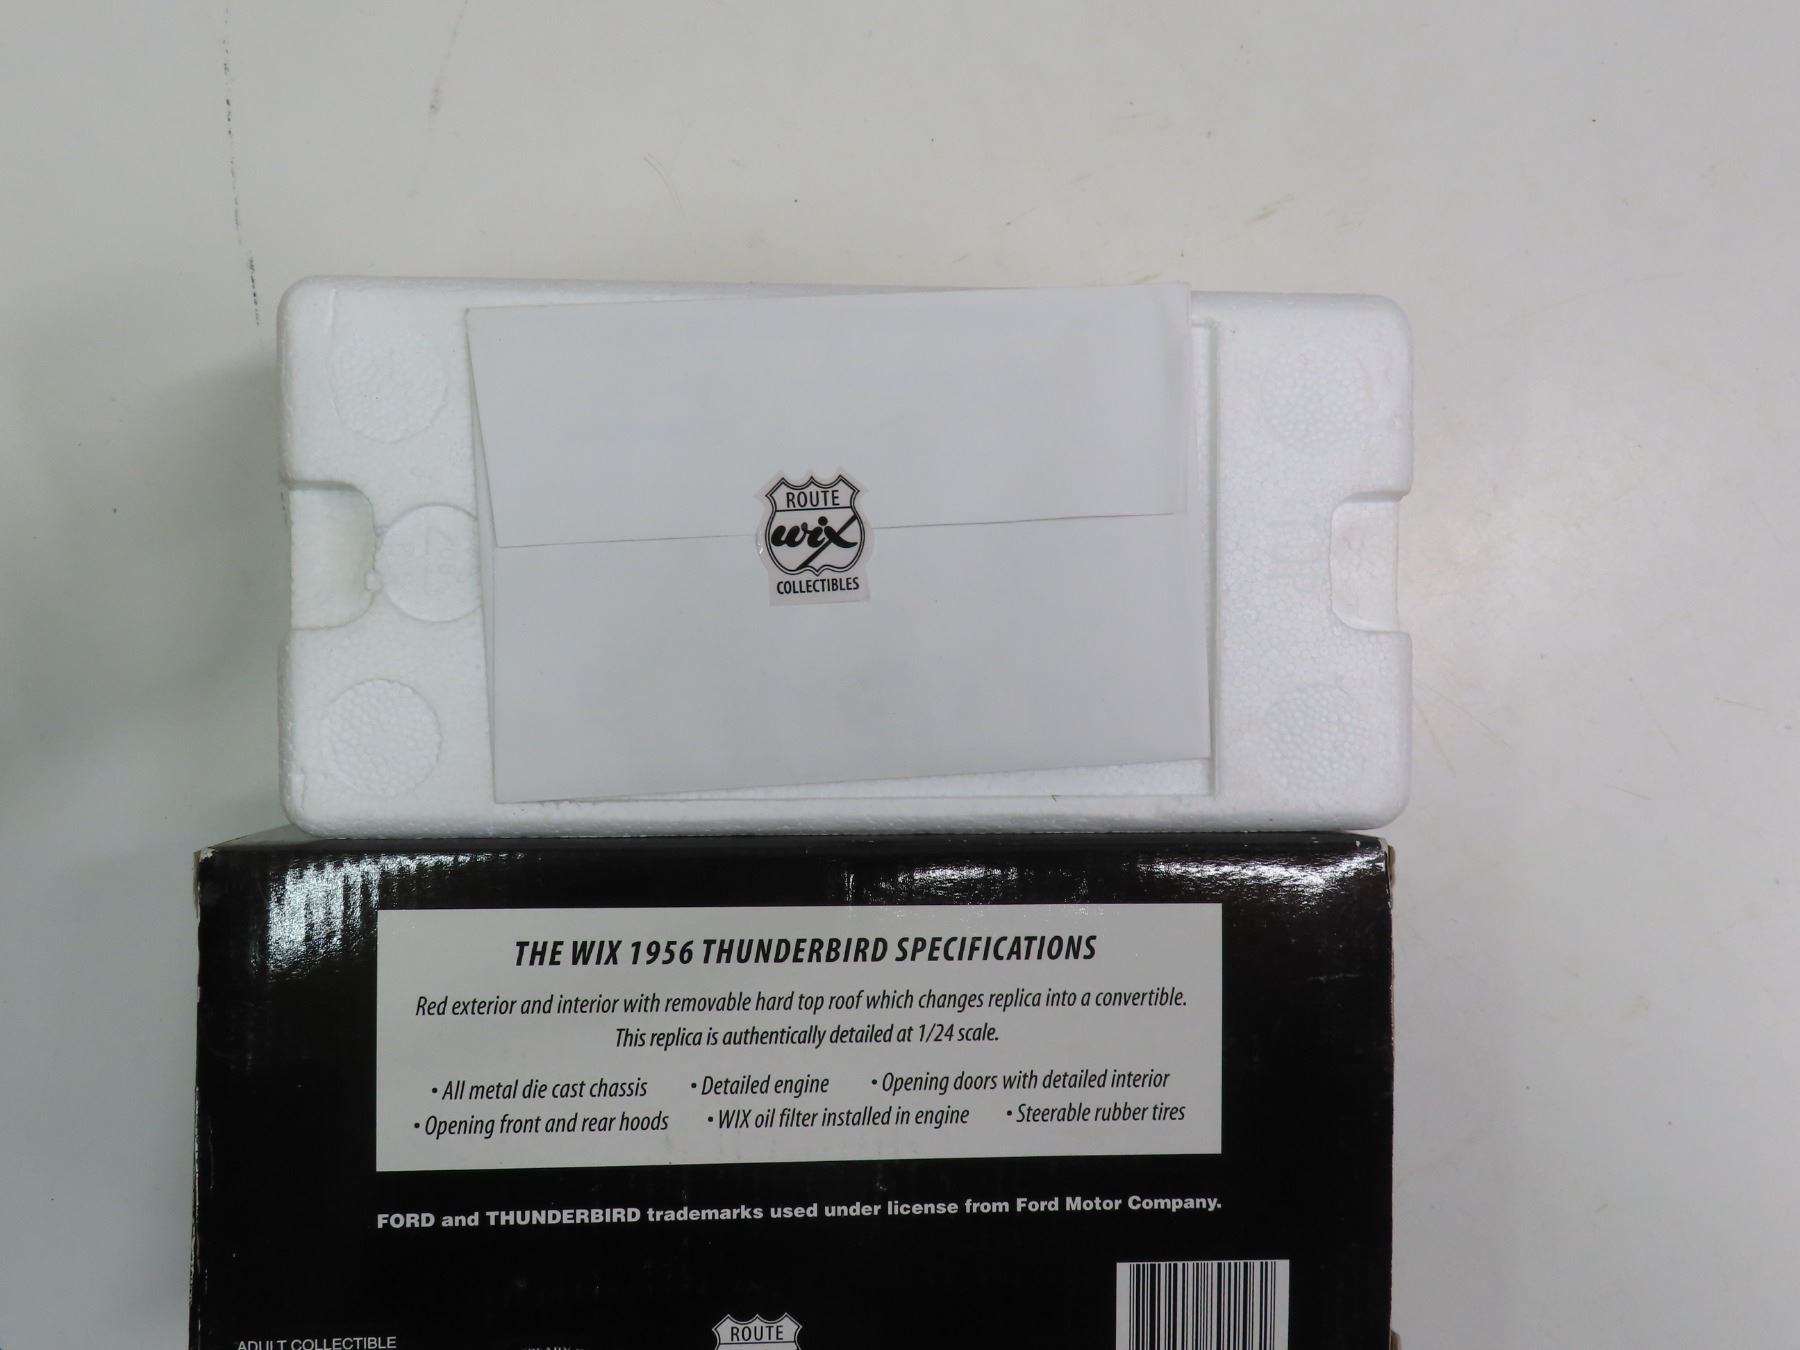 ROUTE
wix
COLLECTIBLES
THE WIX 1956 THUNDERBIRD SPECIFICATIONS
Red exterior and interior with removable hard top roof which changes replica into a convertible.
This replica is authentically detailed at 1/24 scale.
• All metal die cast chassis • Detailed engine • Opening doors with detailed interior
• Opening front and rear hoods • WIX oil filter installed in engine • Steerable rubber tires
FORD and THUNDERBIRD trademarks used under license from Ford Motor Company.
ROUTE
ADULT COLLECTIBLE